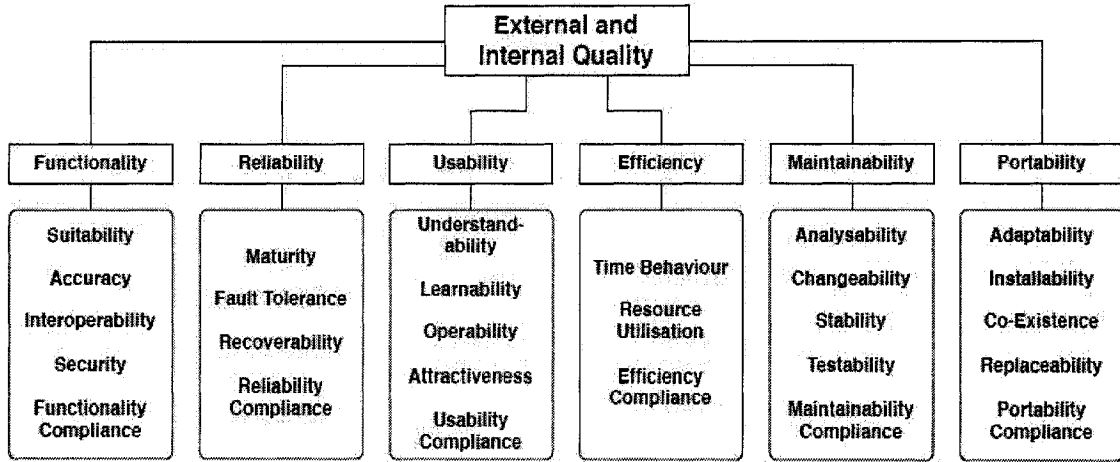 External and
Internal Quality
Functionality
Reliability
Usability
Efficiency
Maintainability
Portability
Suitability
Accuracy
Interoperability
Security
Functionality
Compliance
Maturity
Fault Tolerance
Recoverability
Reliability
Compliance
Understand-
ability
Learnability
Operability
Attractiveness
Usability
Compliance
Time Behaviour
Resource
Utilisation
Efficiency
Compliance
Analysability
Changeability
Stability
Testability
Maintainability
Compliance
Adaptability
Installability
Co-Existence
Replaceability
Portability
Compliance